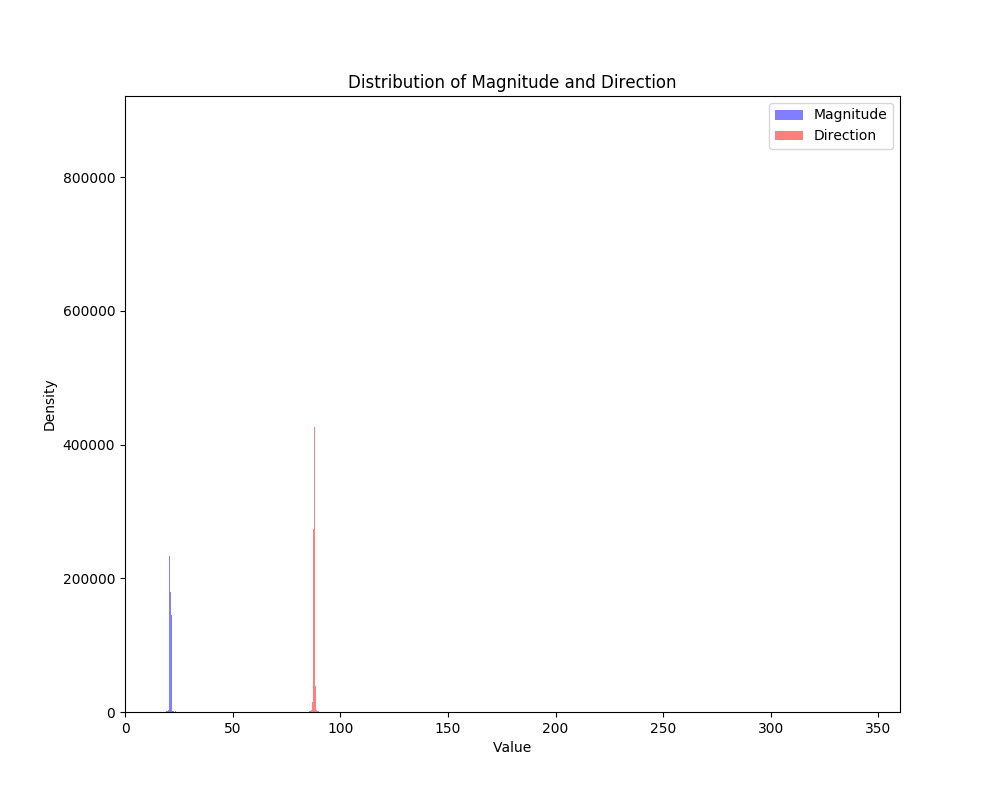 Distribution of Magnitude and Direction
Magnitude
Direction
800000
600000
400000
200000
0
Density
0 50 100 150 200 250 300 350
Value